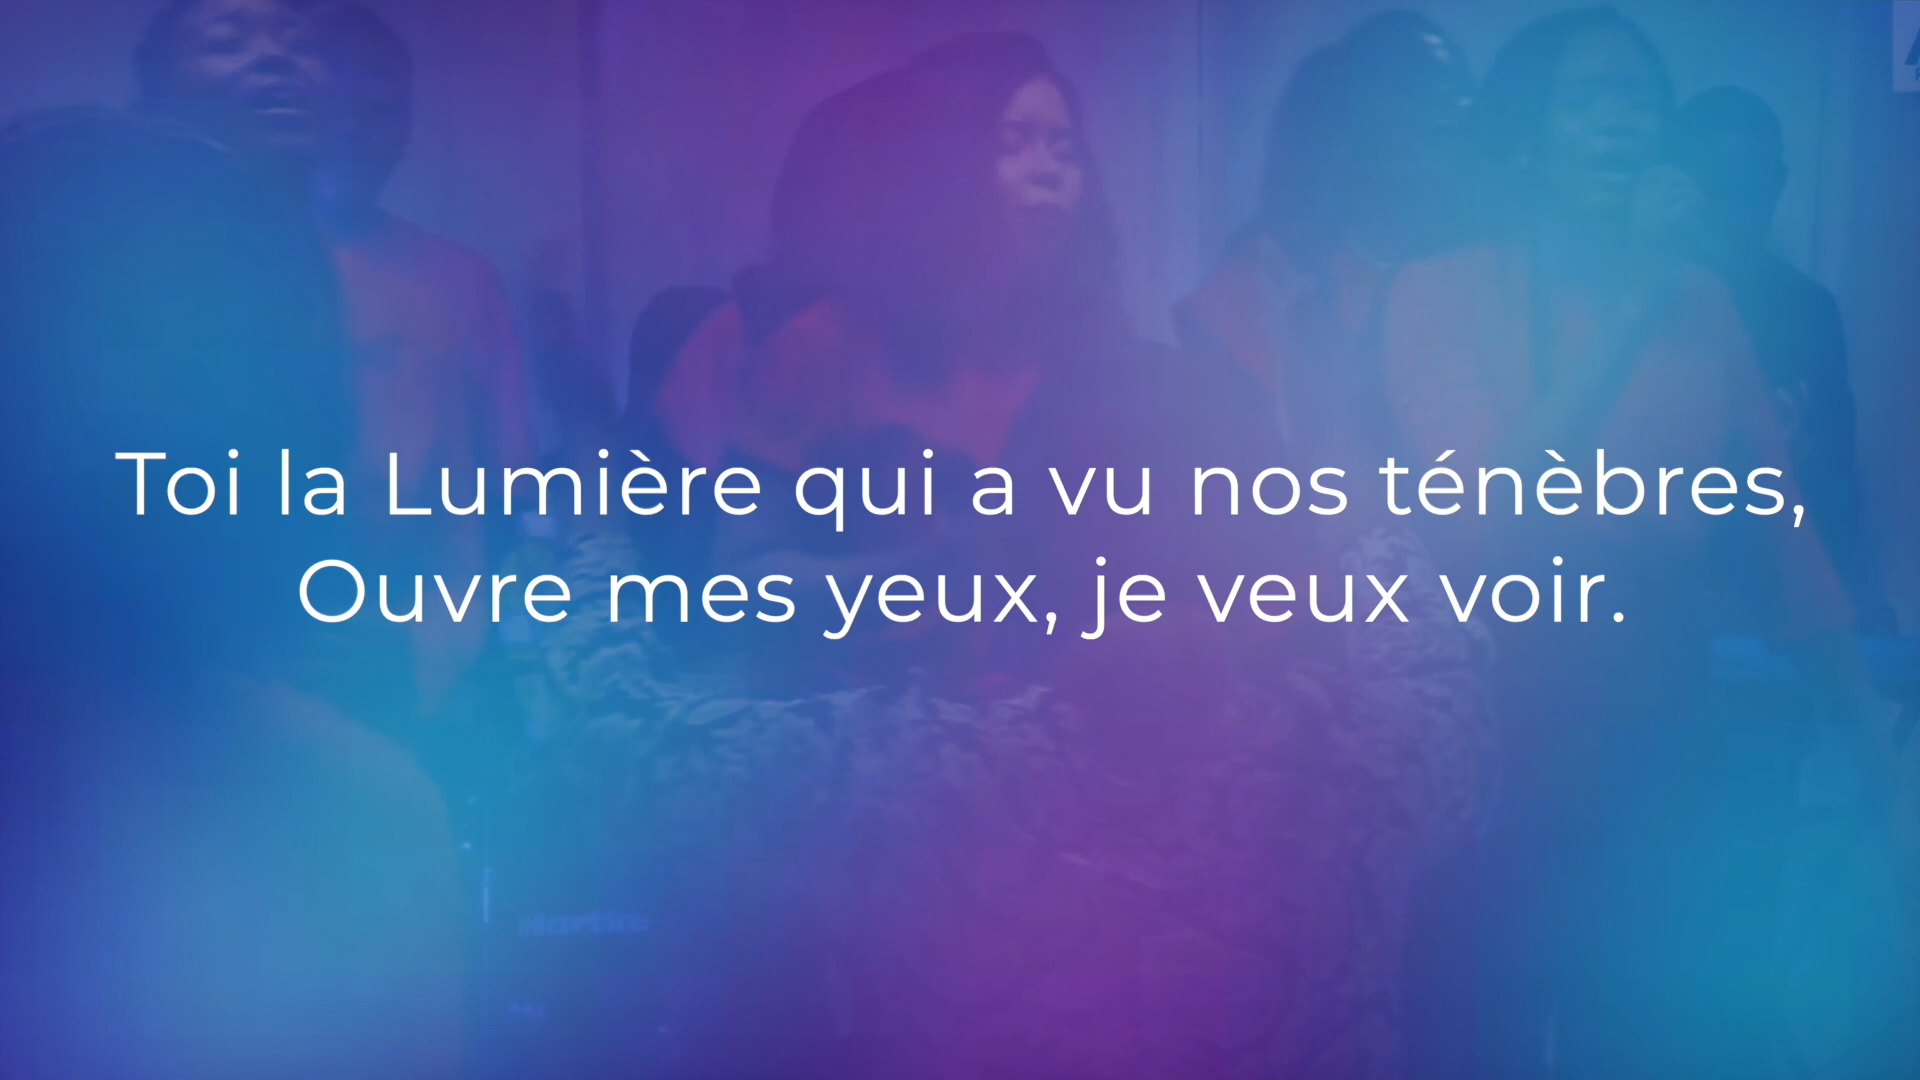 Toi la Lumière qui a vu nos ténèbres,
Ouvre mes yeux, je veux voir.